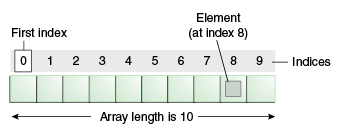 Element
(at index 8)
First index
0 1 2 3 4 5 6 7 8 9 Indices
Array length is 10